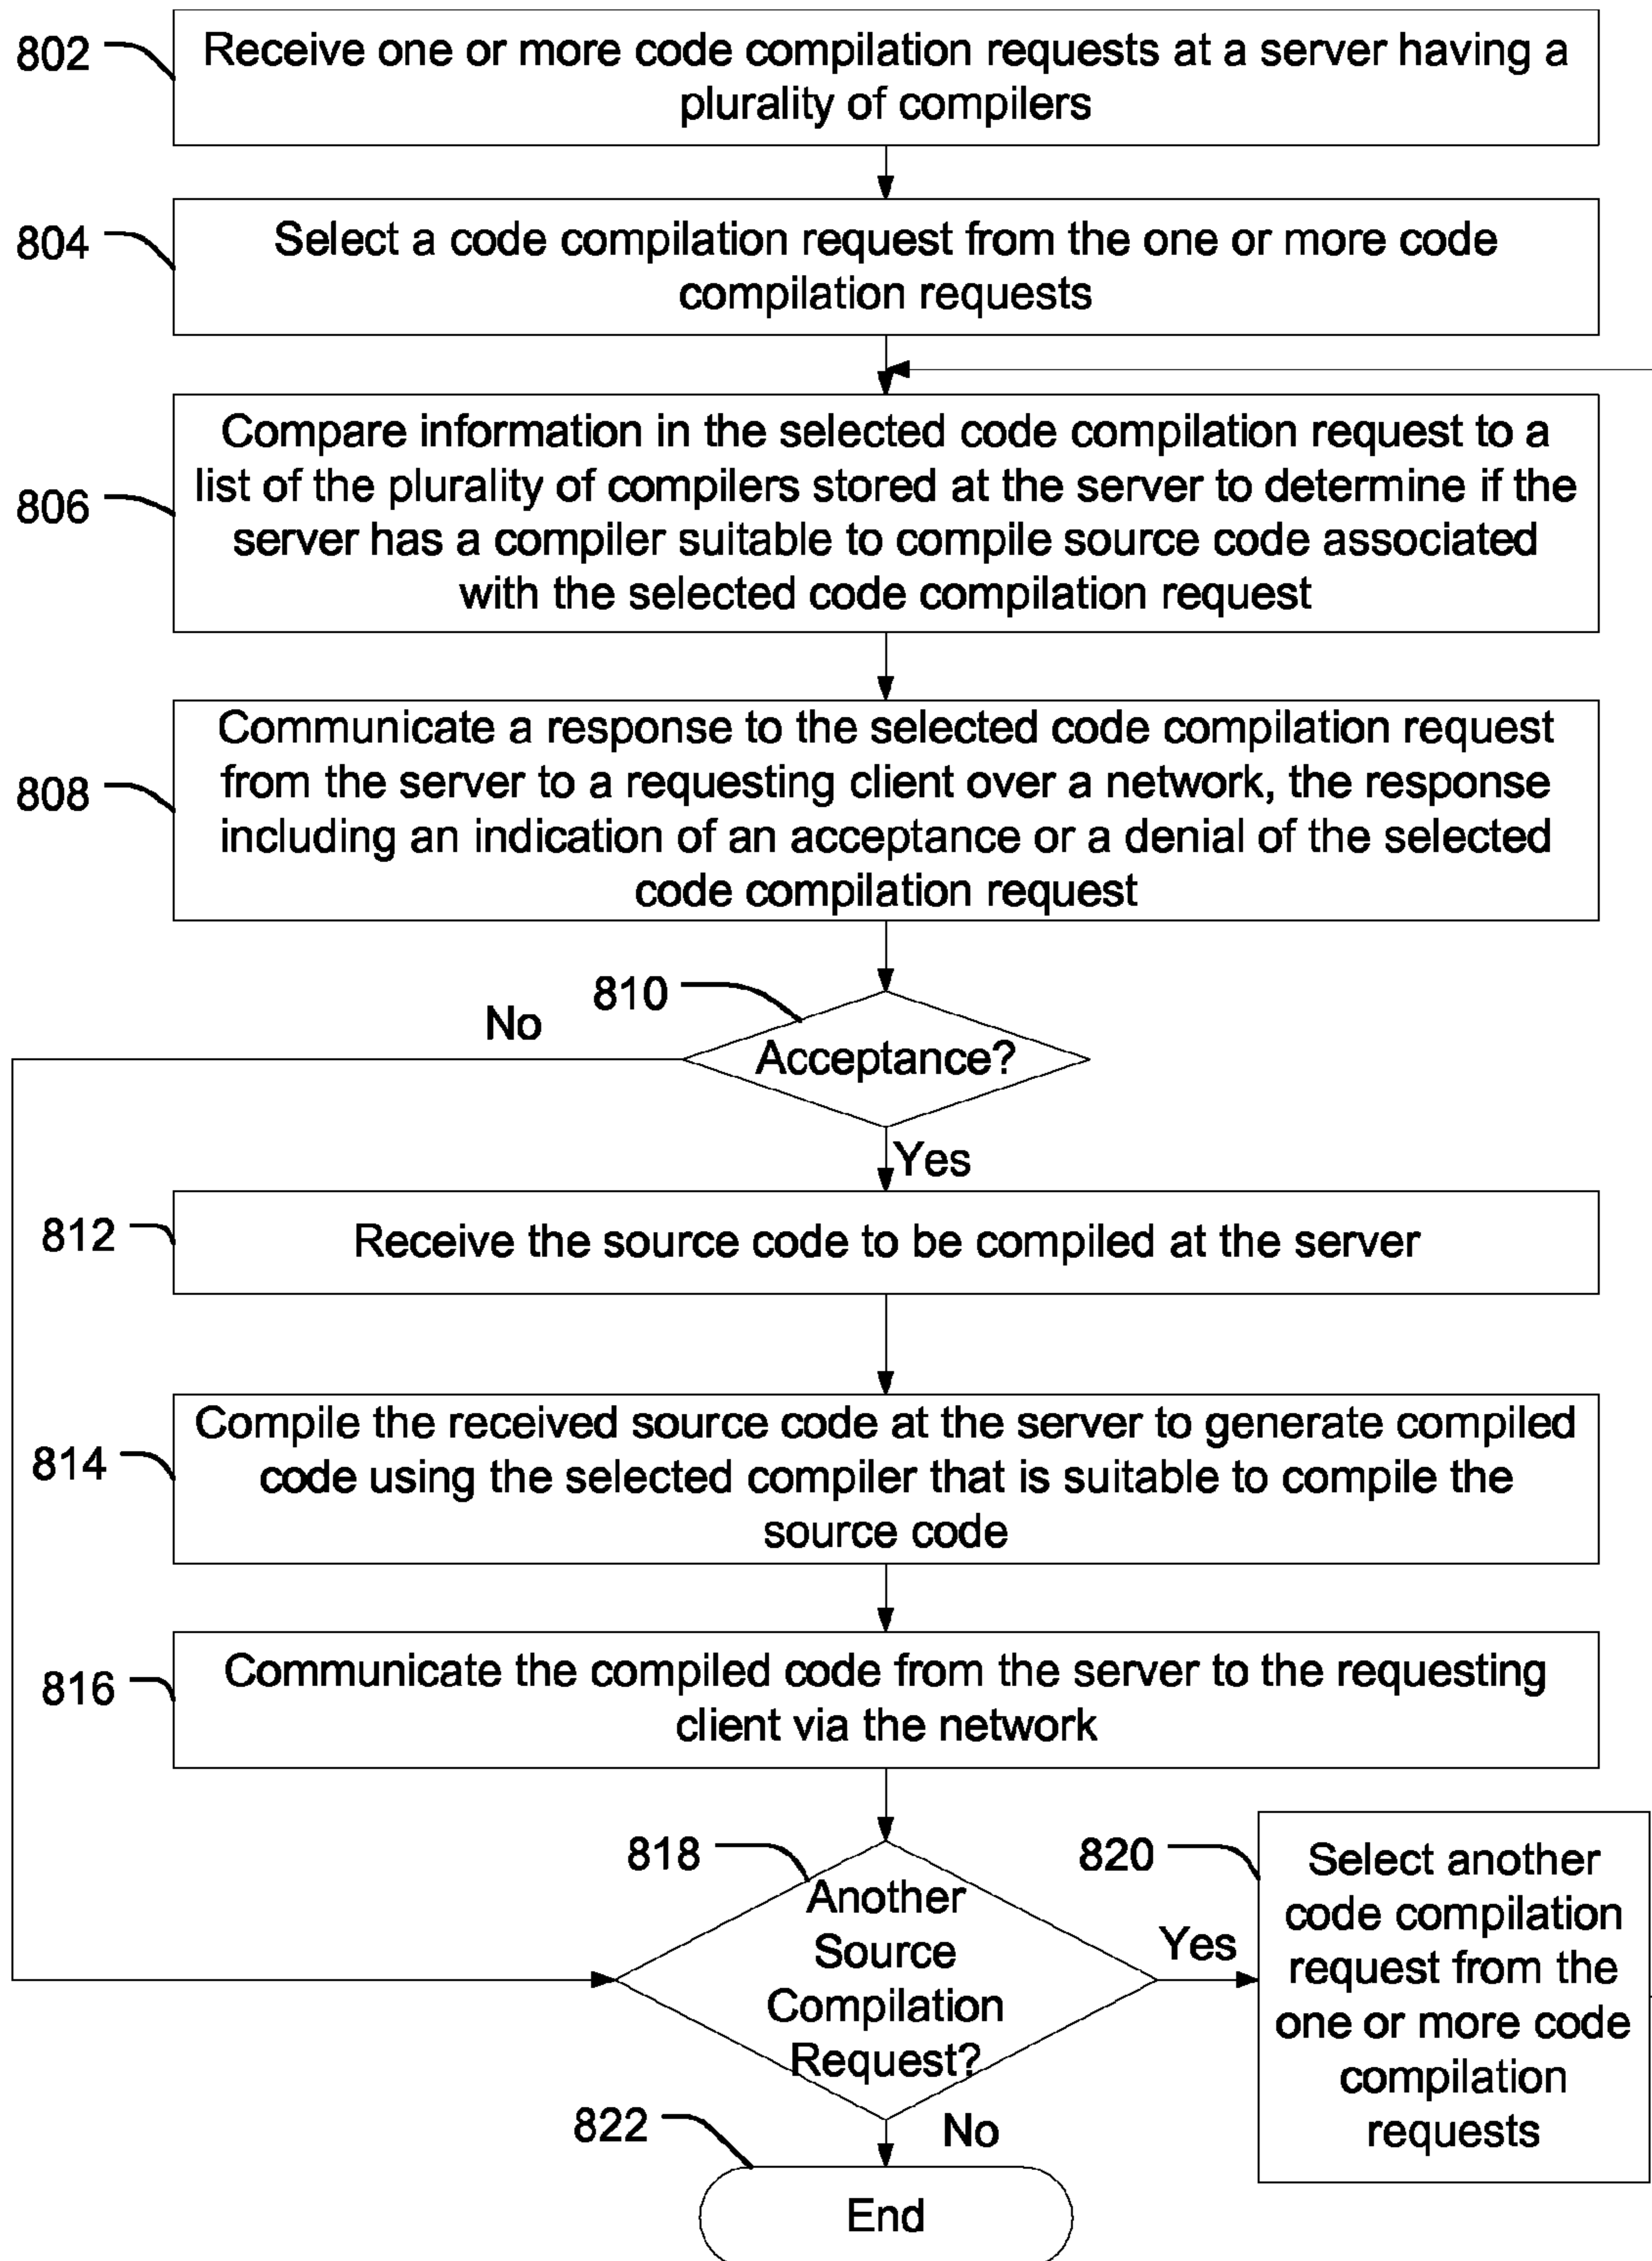 802
Receive one or more code compilation requests at a server having a
plurality of compilers
804
Select a code compilation request from the one or more code
compilation requests
806
Compare information in the selected code compilation request to a
list of the plurality of compilers stored at the server to determine if the
server has a compiler suitable to compile source code associated
with the selected code compilation request
808
Communicate a response to the selected code compilation request
from the server to a requesting client over a network, the response
including an indication of an acceptance or a denial of the selected
code compilation request
810
No
Acceptance?
Yes
812
Receive the source code to be compiled at the server
814
Compile the received source code at the server to generate compiled
code using the selected compiler that is suitable to compile the
source code
816
Communicate the compiled code from the server to the requesting
client via the network
818
Another
Source
Compilation
Request?
Yes
820
Select another
code compilation
request from the
one or more code
compilation
requests
No
822
End